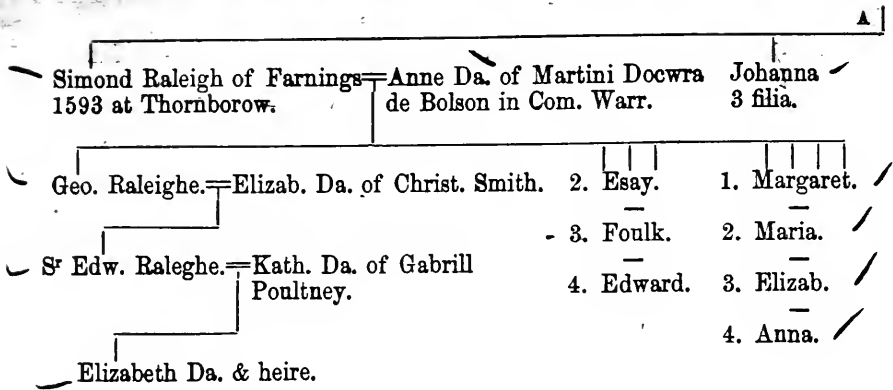 A
Simond Raleigh of Farnings=Anne Da. of Martini Docwra
1593 at Thornborow.
de Bolson in Com. Warr.
Johanna
3 filia.
Geo. Raleighe.=Elizab. Da. of Christ. Smith.
2. Esay.
3. Foulk.
4. Edward.
1. Margaret.
2. Maria.
3. Elizab.
4. Anna.
Sr Edw. Raleghe.=Kath. Da. of Gabrill
Poultney.
Elizabeth Da. & heire.